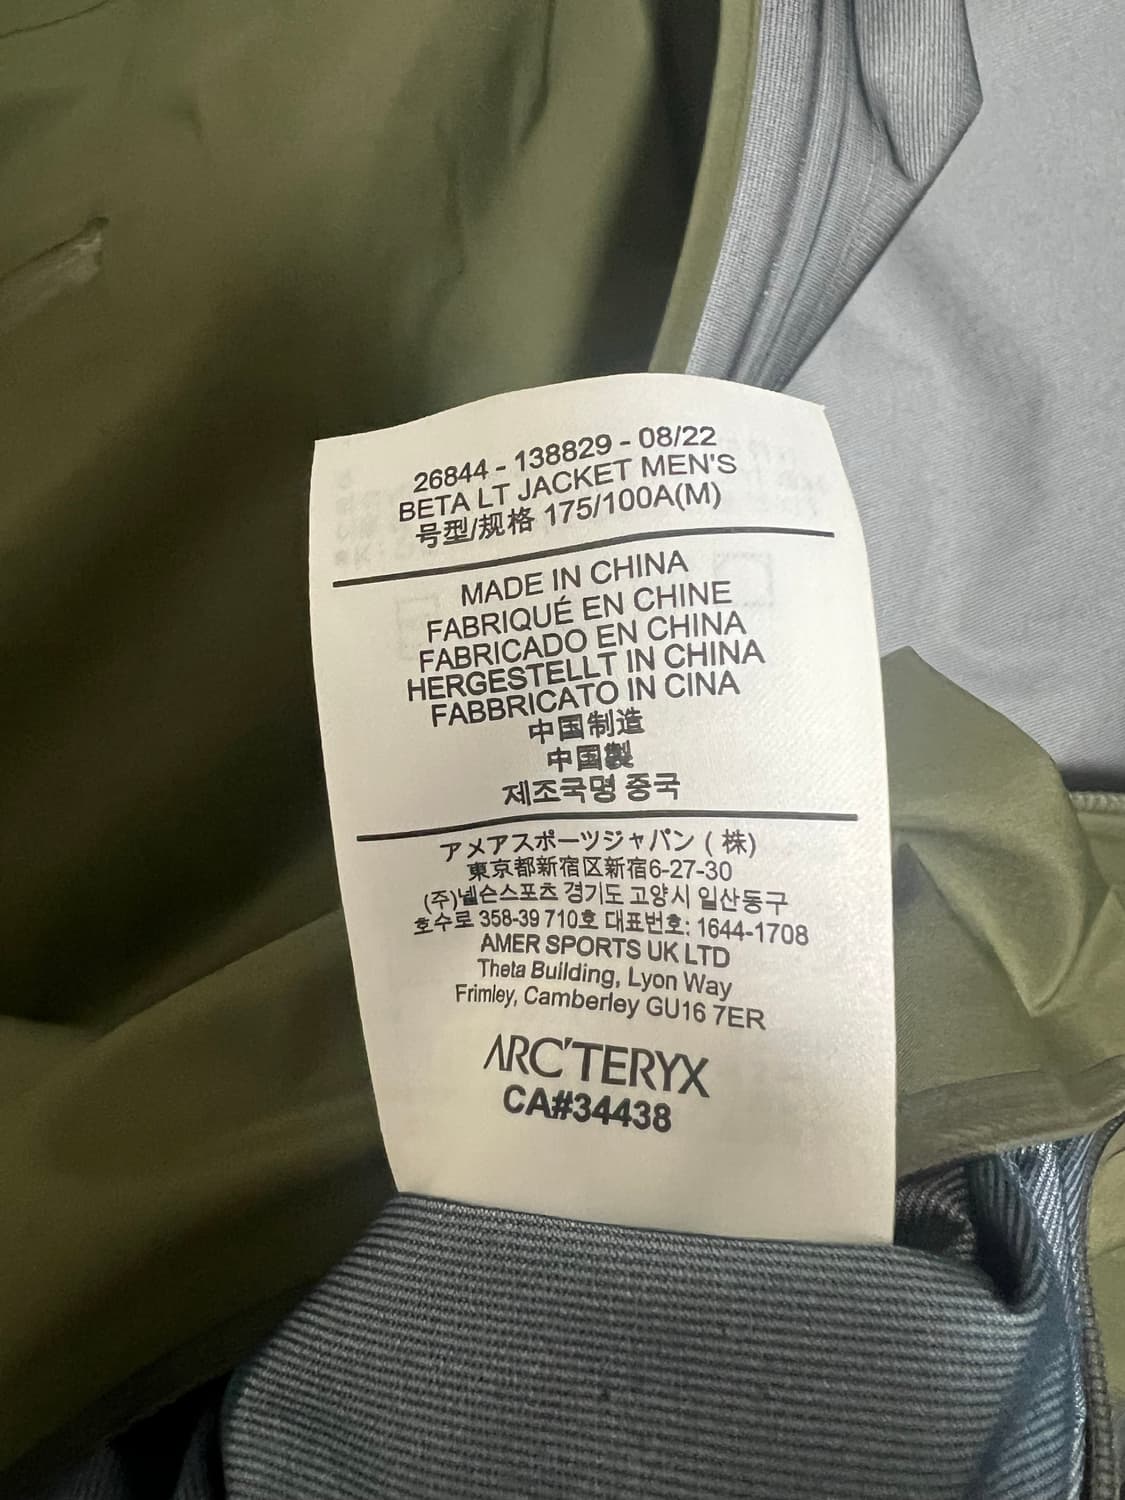 26844 - 138829 - 08/22
BETA LT JACKET MEN'S
号型/规格 175/100A(M)
MADE IN CHINA
FABRIQUÉ EN CHINE
FABRICADO EN CHINA
HERGESTELLT IN CHINA
FABBRICATO IN CINA
中国制造
中国製
제조국명 중국
アメアスポーツジャパン ( 株)
東京都新宿区新宿6-27-30
(주)넬슨스포츠 경기도 고양시 일산동구
호수로 358-39 710호 대표번호: 1644-1708
AMER SPORTS UK LTD
Theta Building, Lyon Way
Frimley, Camberley GU16 7ER
ARC'TERYX
CA#34438